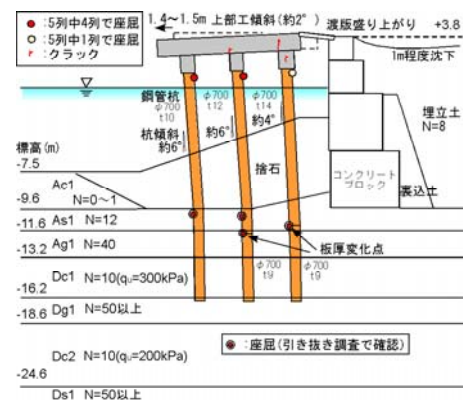 ●:5列中4列で座屈
○:5列中1列で座屈
r:クラック
1.4～1.5m 上部工傾斜(約2°)
渡版盛り上がり
+3.8
1m程度沈下
鋼管杭
φ700
t10
φ700
t12
φ700
t14
杭傾斜
約6°
約6°
約4°
埋立土
N=8
標高(m)
-7.5
捨石
コンクリート
ブロック
裏込土
Ac1
N=0～1
-9.6
As1 N=12
-11.6
Ag1 N=40
-13.2
板厚変化点
φ700
t9
φ700
t9
Dc1 N=10(qu=300kPa)
-16.2
Dg1 N=50以上
-18.6
:座屈(引き抜き調査で確認)
Dc2 N=10(qu=200kPa)
-24.6
Ds1 N=50以上